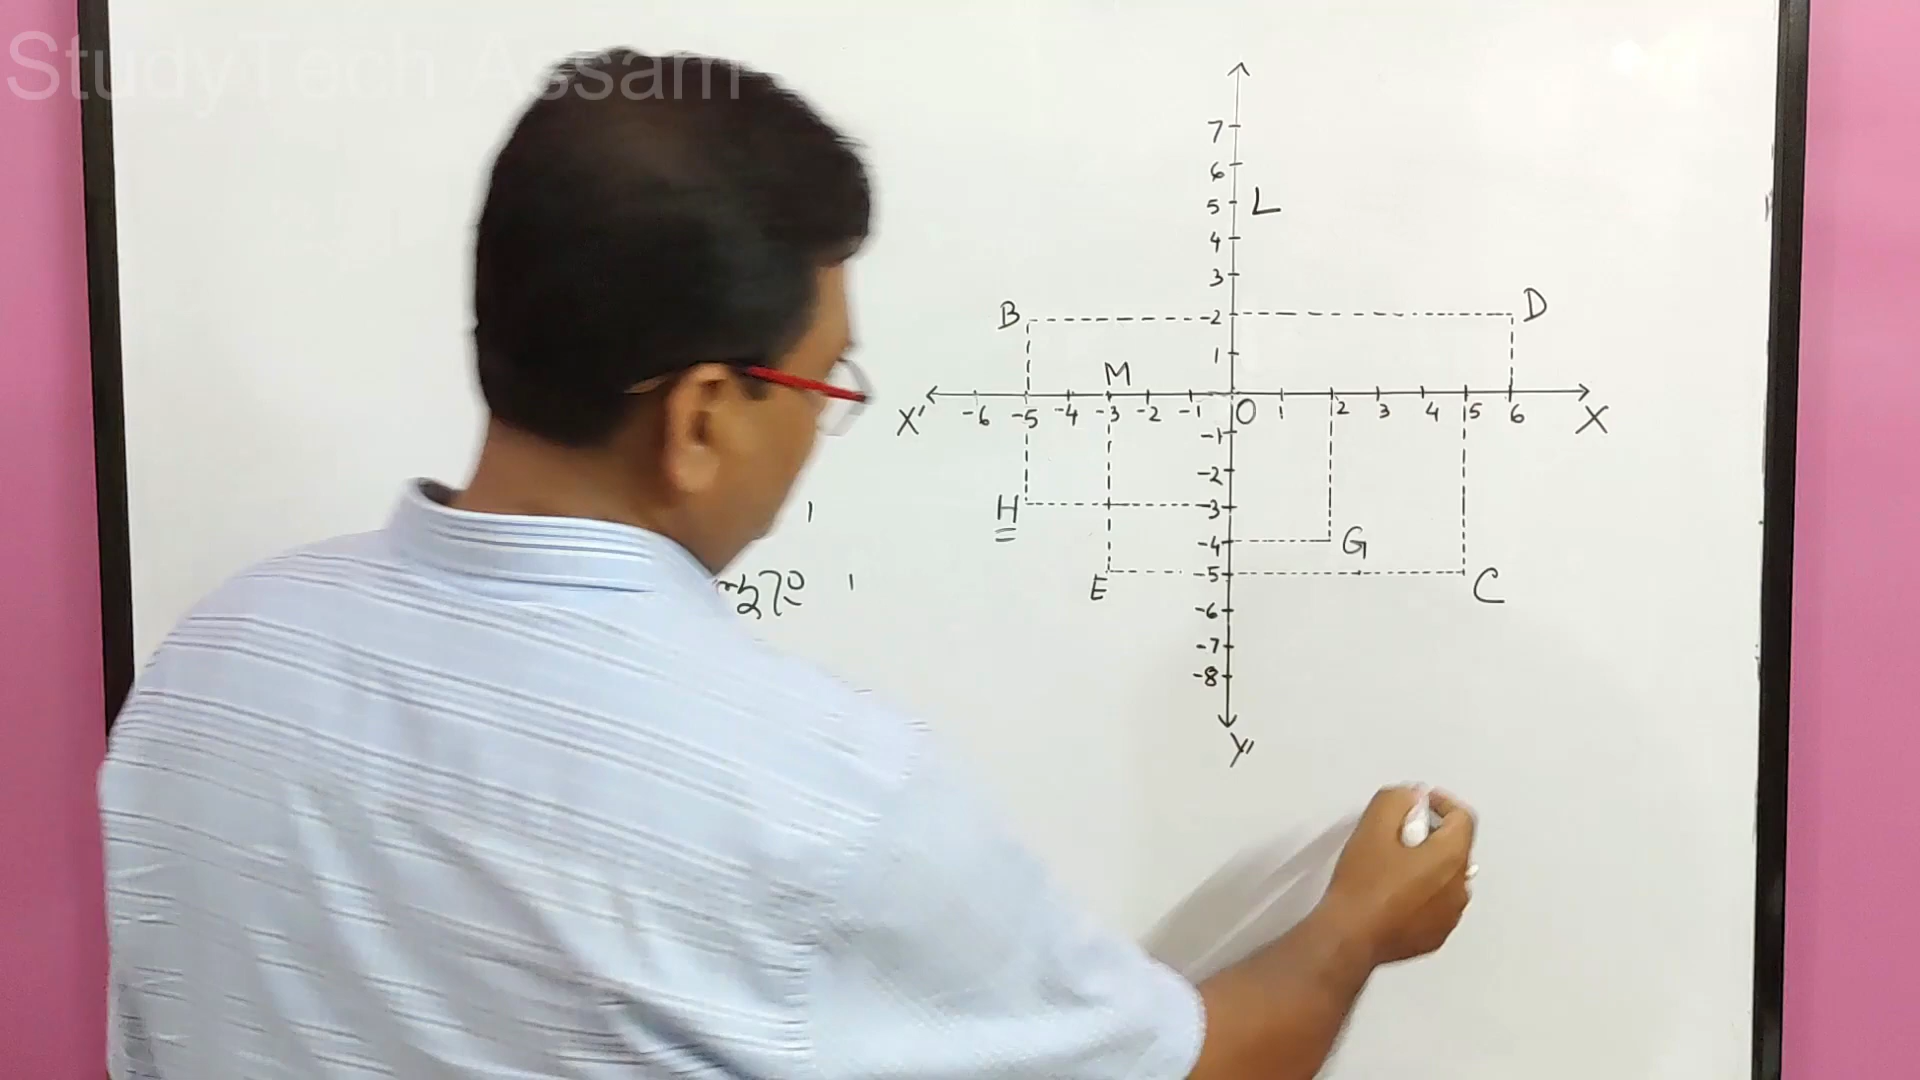 StudyTech Assam
7
6
5 L
4
3
B -2 D
1
M
X' -6 -5 -4 -3 -2 -1 O 1 2 3 4 5 6 X
-1
-2
H -3
-4 G
-5
E C
-6
-7
-8
Y'